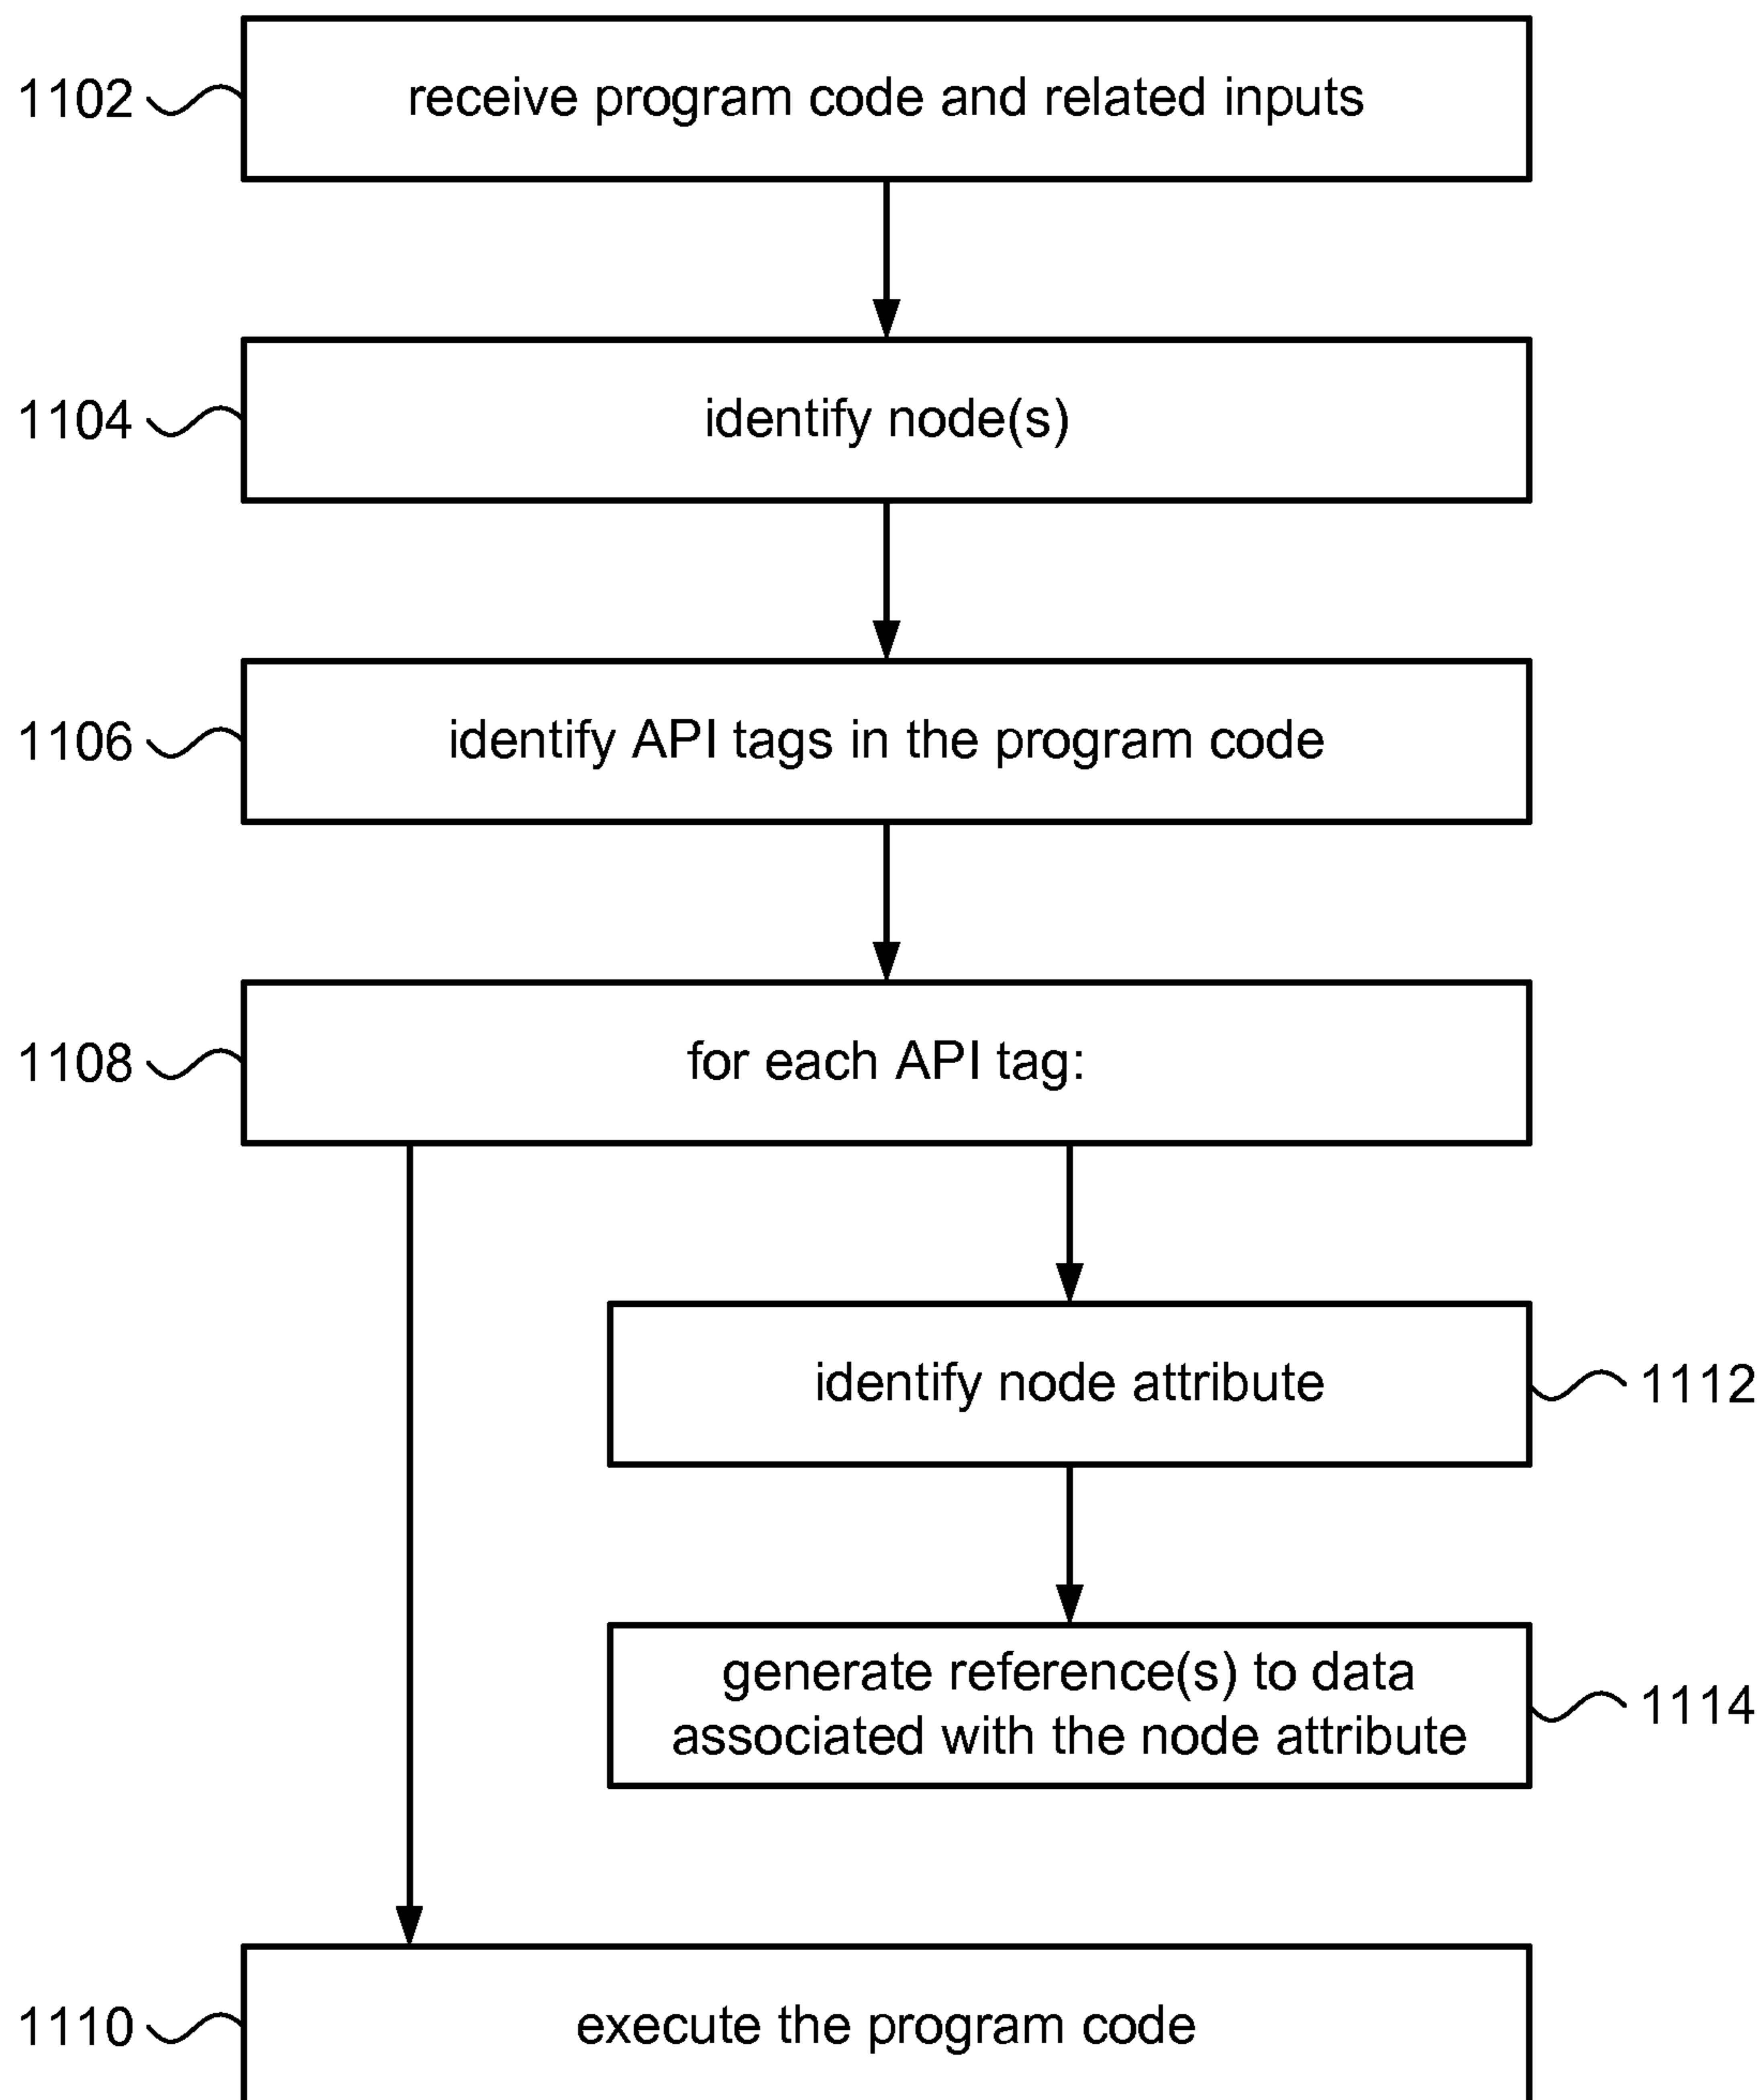 1102
receive program code and related inputs
1104
identify node(s)
1106
identify API tags in the program code
1108
for each API tag:
identify node attribute
1112
generate reference(s) to data
associated with the node attribute
1114
1110
execute the program code